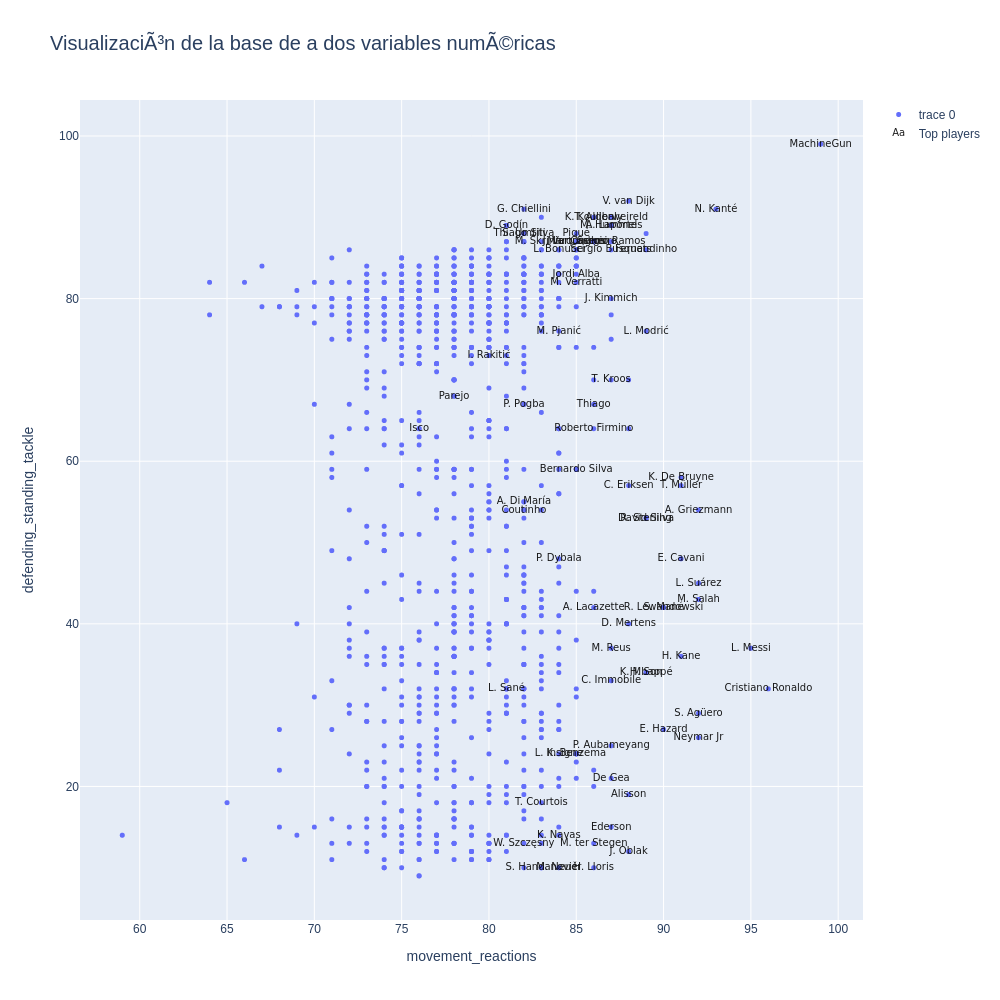 VisualizaciÃ³n de la base de a dos variables numÃ©ricas
trace 0
Aa Top players
MachineGun
V. van Dijk
G. Chiellini
N. Kanté
D. Godín
Pique
Jordi Alba
M. Verratti
J. Kimmich
M. Pjanić
L. Modrić
I. Rakitić
T. Kroos
Parejo
P. Pogba
Thiago
Isco
Roberto Firmino
Bernardo Silva
K. De Bruyne
C. Eriksen
T. Müller
A. Di María
Coutinho
A. Griezmann
P. Dybala
E. Cavani
L. Suárez
M. Salah
A. Lacazette
D. Mertens
M. Reus
L. Messi
H. Kane
C. Immobile
L. Sané
Cristiano Ronaldo
S. Agüero
E. Hazard
Neymar Jr
P. Aubameyang
De Gea
Alisson
T. Courtois
Ederson
K. Navas
W. Szczęsny
M. ter Stegen
J. Oblak
H. Lloris
100
80
60
40
20
60 65 70 75 80 85 90 95 100
movement_reactions
defending_standing_tackle